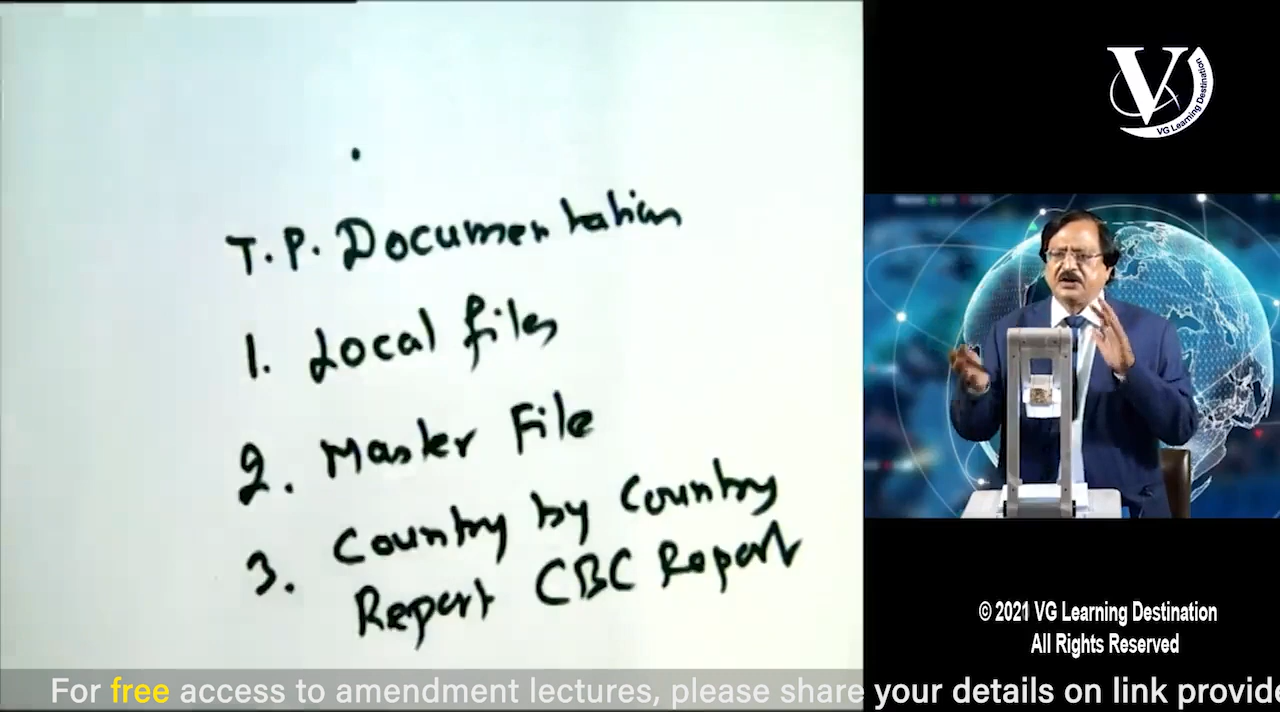 T.P. Documentation
1. Local files
2. Master File
3. Country by Country
Report CBC Report
V
VG Learning Destination
© 2021 VG Learning Destination
All Rights Reserved
For free access to amendment lectures, please share your details on link provide